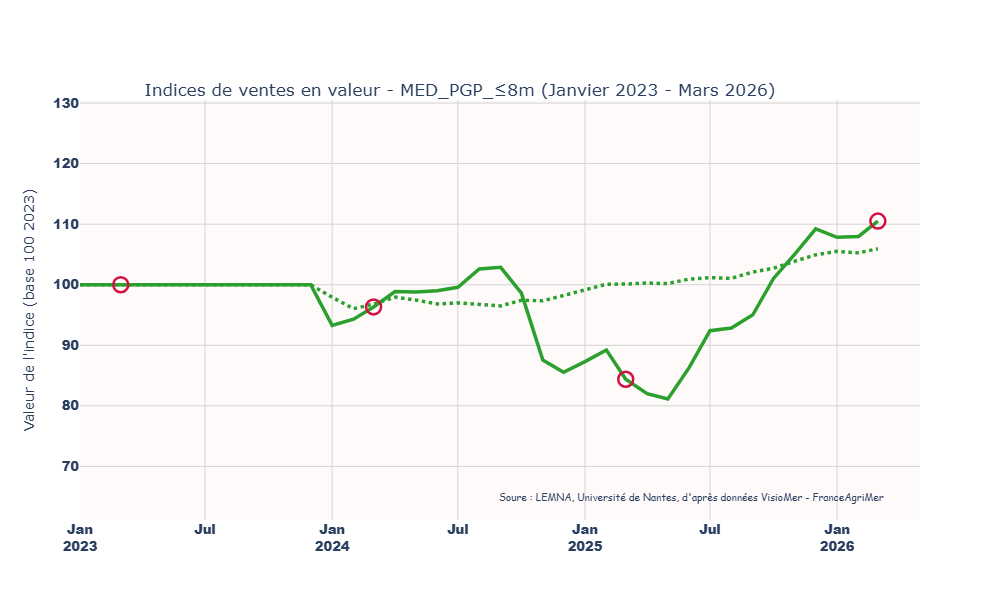 Indices de ventes en valeur - MED_PGP_≤8m (Janvier 2023 - Mars 2026)
Valeur de l'indice (base 100 2023)
130
120
110
100
90
80
70
Soure : LEMNA, Université de Nantes, d'après données VisioMer - FranceAgriMer
Jan
2023
Jul
Jan
2024
Jul
Jan
2025
Jul
Jan
2026